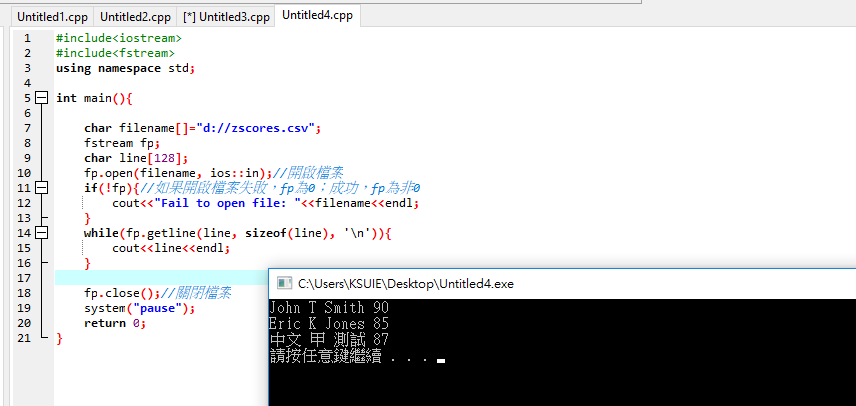 Untitled1.cpp Untitled2.cpp [*] Untitled3.cpp Untitled4.cpp
1 #include<iostream>
2 #include<fstream>
3 using namespace std;
4
5 int main(){
6
7 char filename[]="d://zscores.csv";
8 fstream fp;
9 char line[128];
10 fp.open(filename, ios::in);//開啟檔案
11 if(!fp){//如果開啟檔案失敗，fp為0；成功，fp為非0
12 cout<<"Fail to open file: "<<filename<<endl;
13 }
14 while(fp.getline(line, sizeof(line), '\n')){
15 cout<<line<<endl;
16 }
17
18 fp.close();//關閉檔案
19 system("pause");
20 return 0;
21 }
C:\Users\KSUIE\Desktop\Untitled4.exe
John T Smith 90
Eric K Jones 85
中文 甲 測試 87
請按任意鍵繼續 . . .